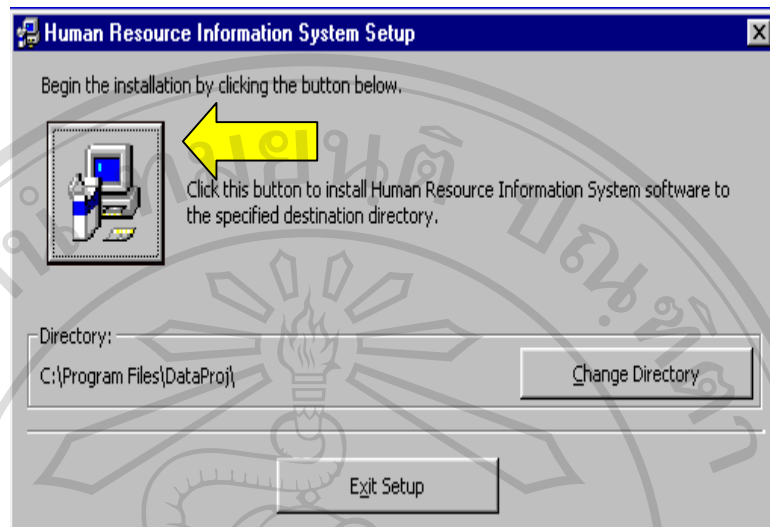 Human Resource Information System Setup
Begin the installation by clicking the button below.
Click this button to install Human Resource Information System software to
the specified destination directory.
Directory:
C:\Program Files\DataProj\
Change Directory
Exit Setup